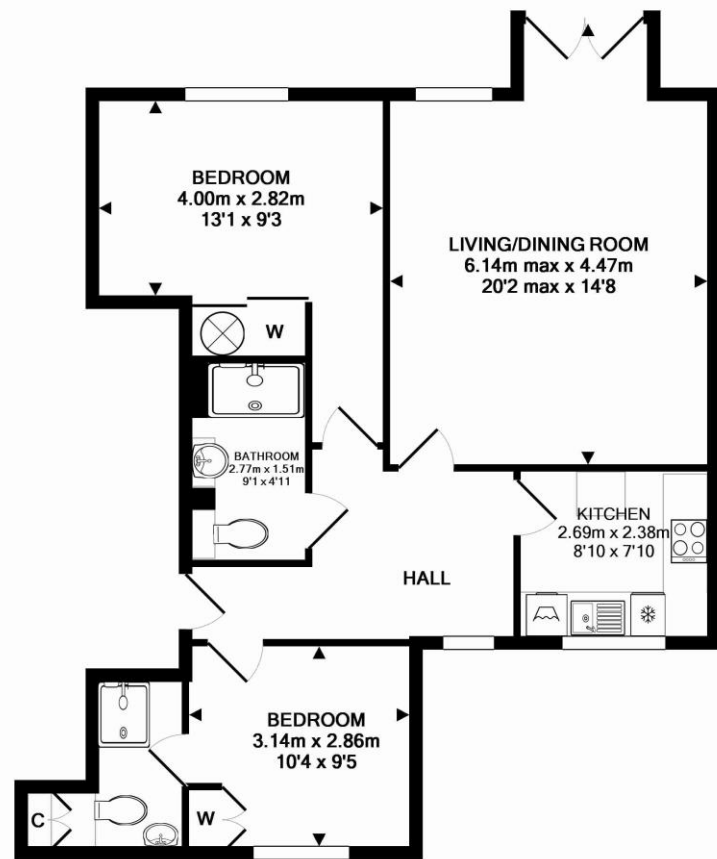 BEDROOM
4.00m x 2.82m
13'1 x 9'3
LIVING/DINING ROOM
6.14m max x 4.47m
20'2 max x 14'8
W
BATHROOM
2.77m x 1.51m
9'1 x 4'11
KITCHEN
2.69m x 2.38m
8'10 x 7'10
HALL
BEDROOM
3.14m x 2.86m
10'4 x 9'5
C
W